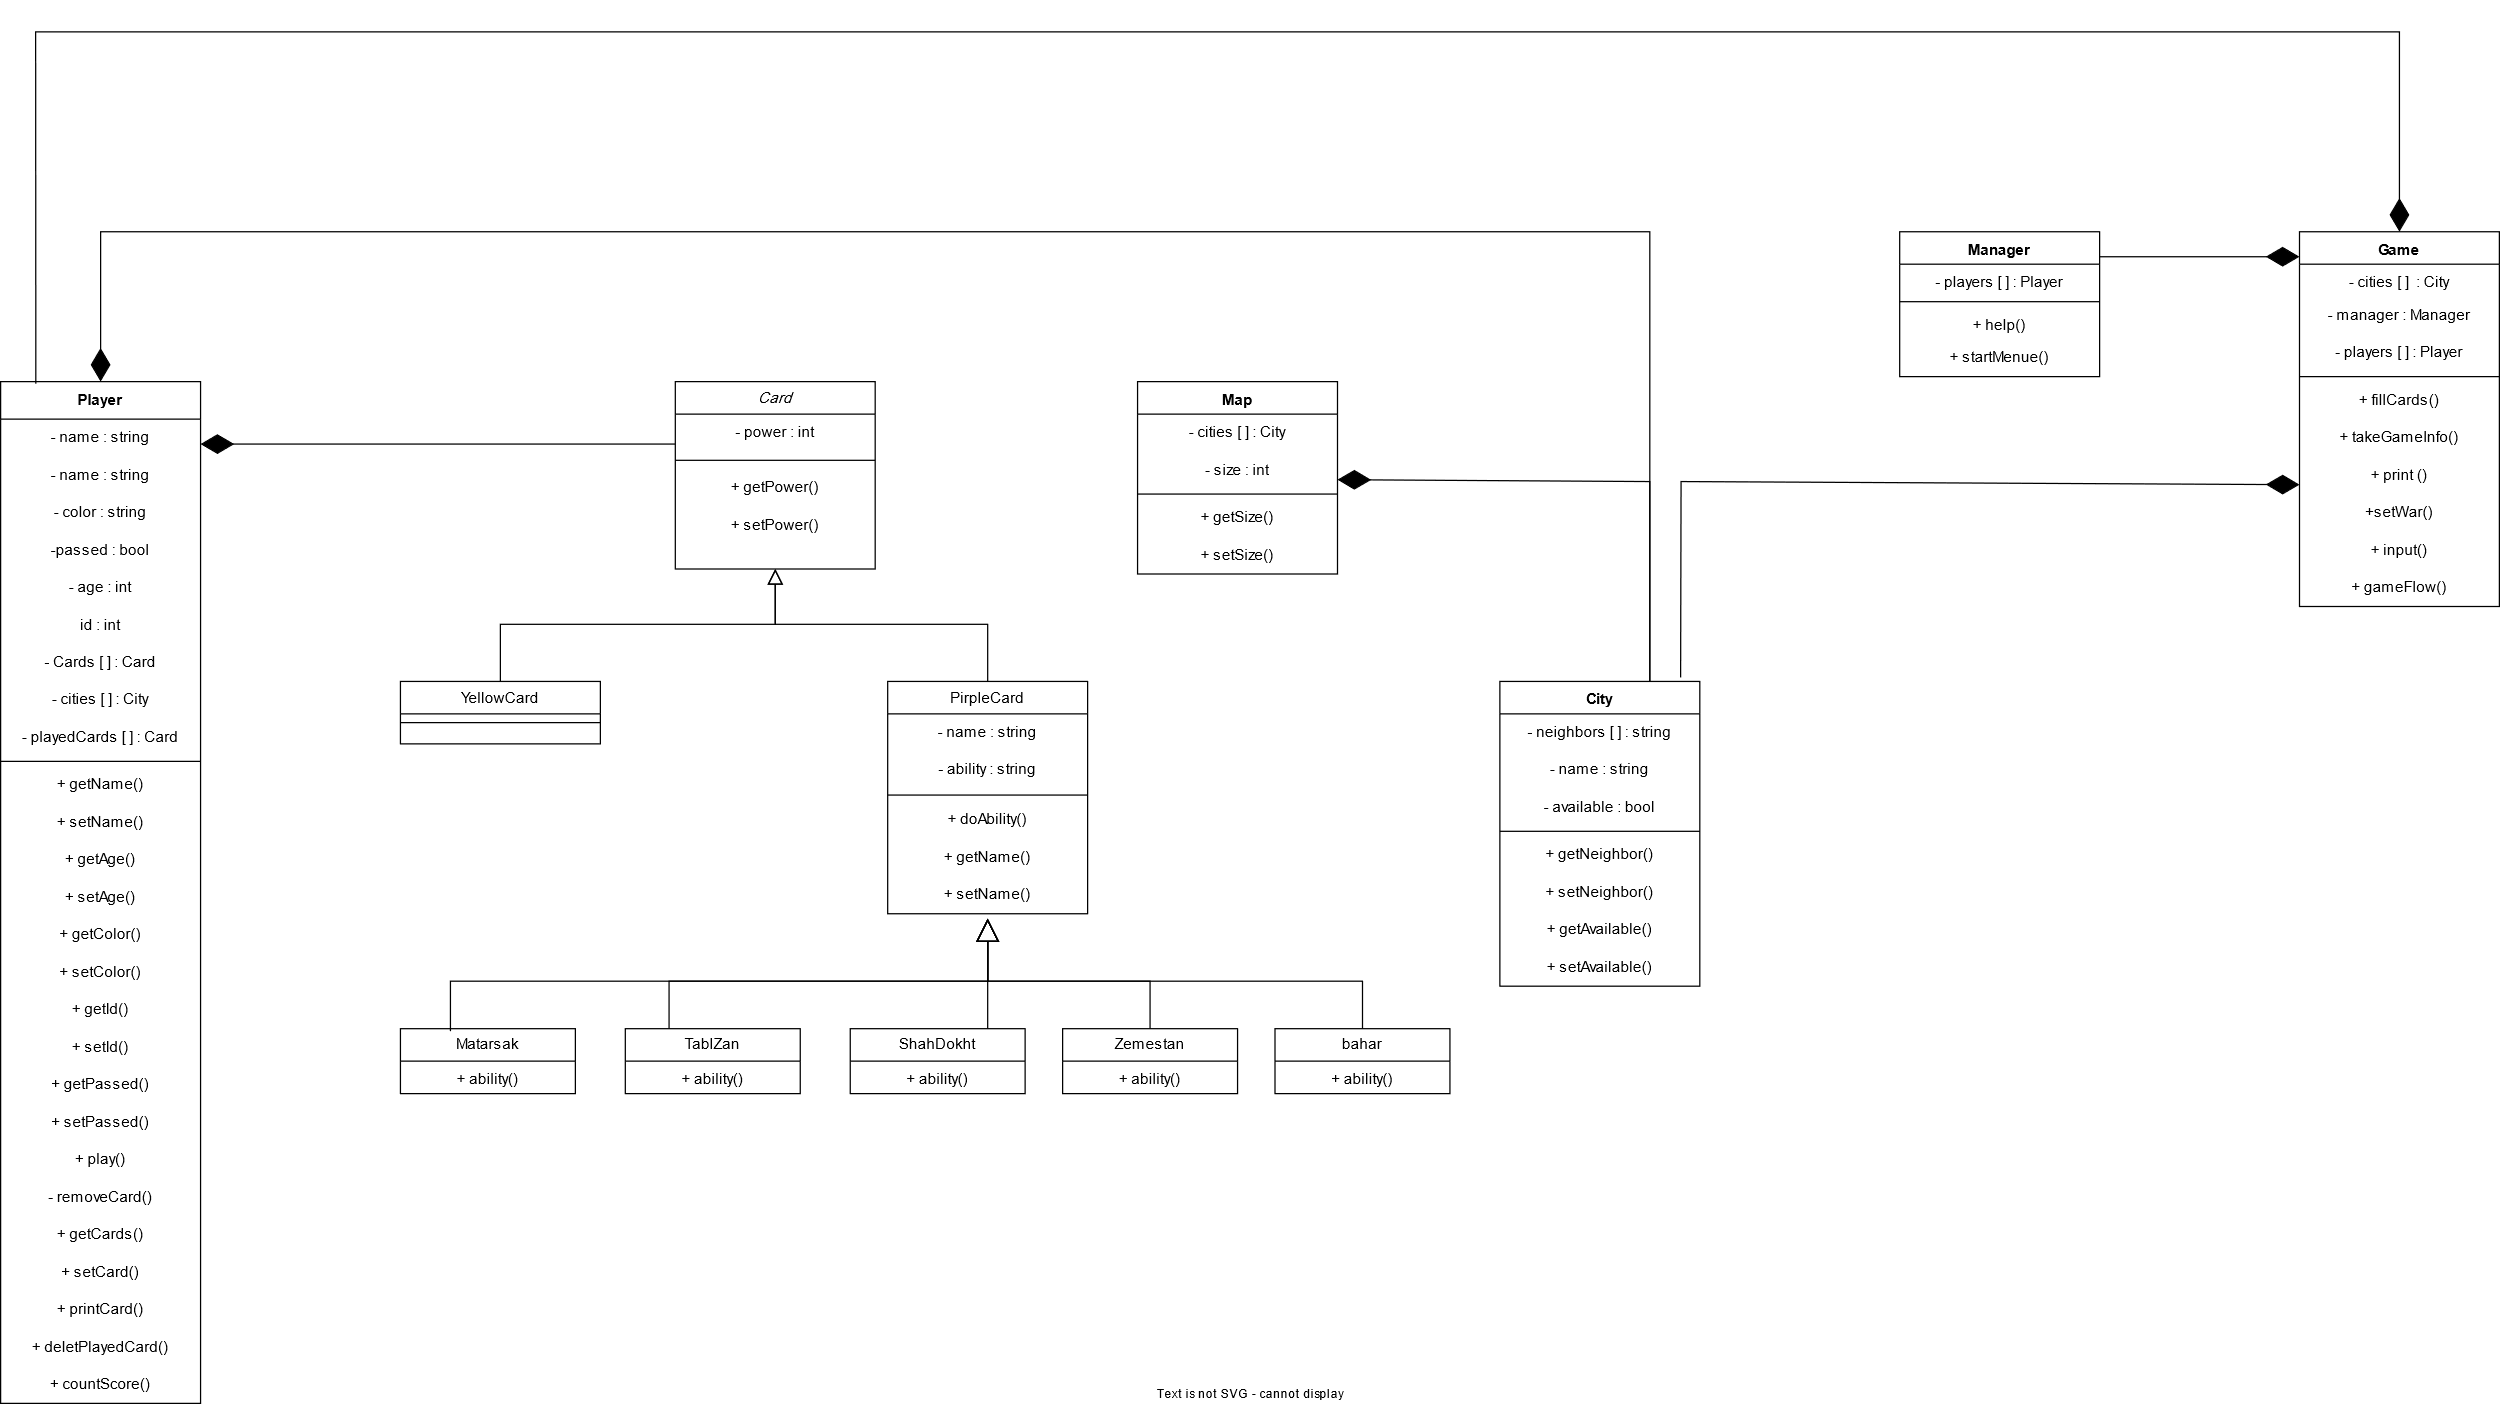 Player
- name : string
- name : string
- color : string
-passed : bool
- age : int
id : int
- Cards [ ] : Card
- cities [ ] : City
- playedCards [ ] : Card
+ getName()
+ setName()
+ getAge()
+ setAge()
+ getColor()
+ setColor()
+ getId()
+ setId()
+ getPassed()
+ setPassed()
+ play()
- removeCard()
+ getCards()
+ setCard()
+ printCard()
+ deletPlayedCard()
+ countScore()
Card
- power : int
+ getPower()
+ setPower()
YellowCard
PirpleCard
- name : string
- ability : string
+ doAbility()
+ getName()
+ setName()
Matarsak
+ ability()
TablZan
+ ability()
ShahDokht
+ ability()
Zemestan
+ ability()
bahar
+ ability()
Map
- cities [ ] : City
- size : int
+ getSize()
+ setSize()
City
- neighbors [ ] : string
- name : string
- available : bool
+ getNeighbor()
+ setNeighbor()
+ getAvailable()
+ setAvailable()
Manager
- players [ ] : Player
+ help()
+ startMenue()
Game
- cities [ ] : City
- manager : Manager
- players [ ] : Player
+ fillCards()
+ takeGameInfo()
+ print ()
+setWar()
+ input()
+ gameFlow()
Text is not SVG - cannot display